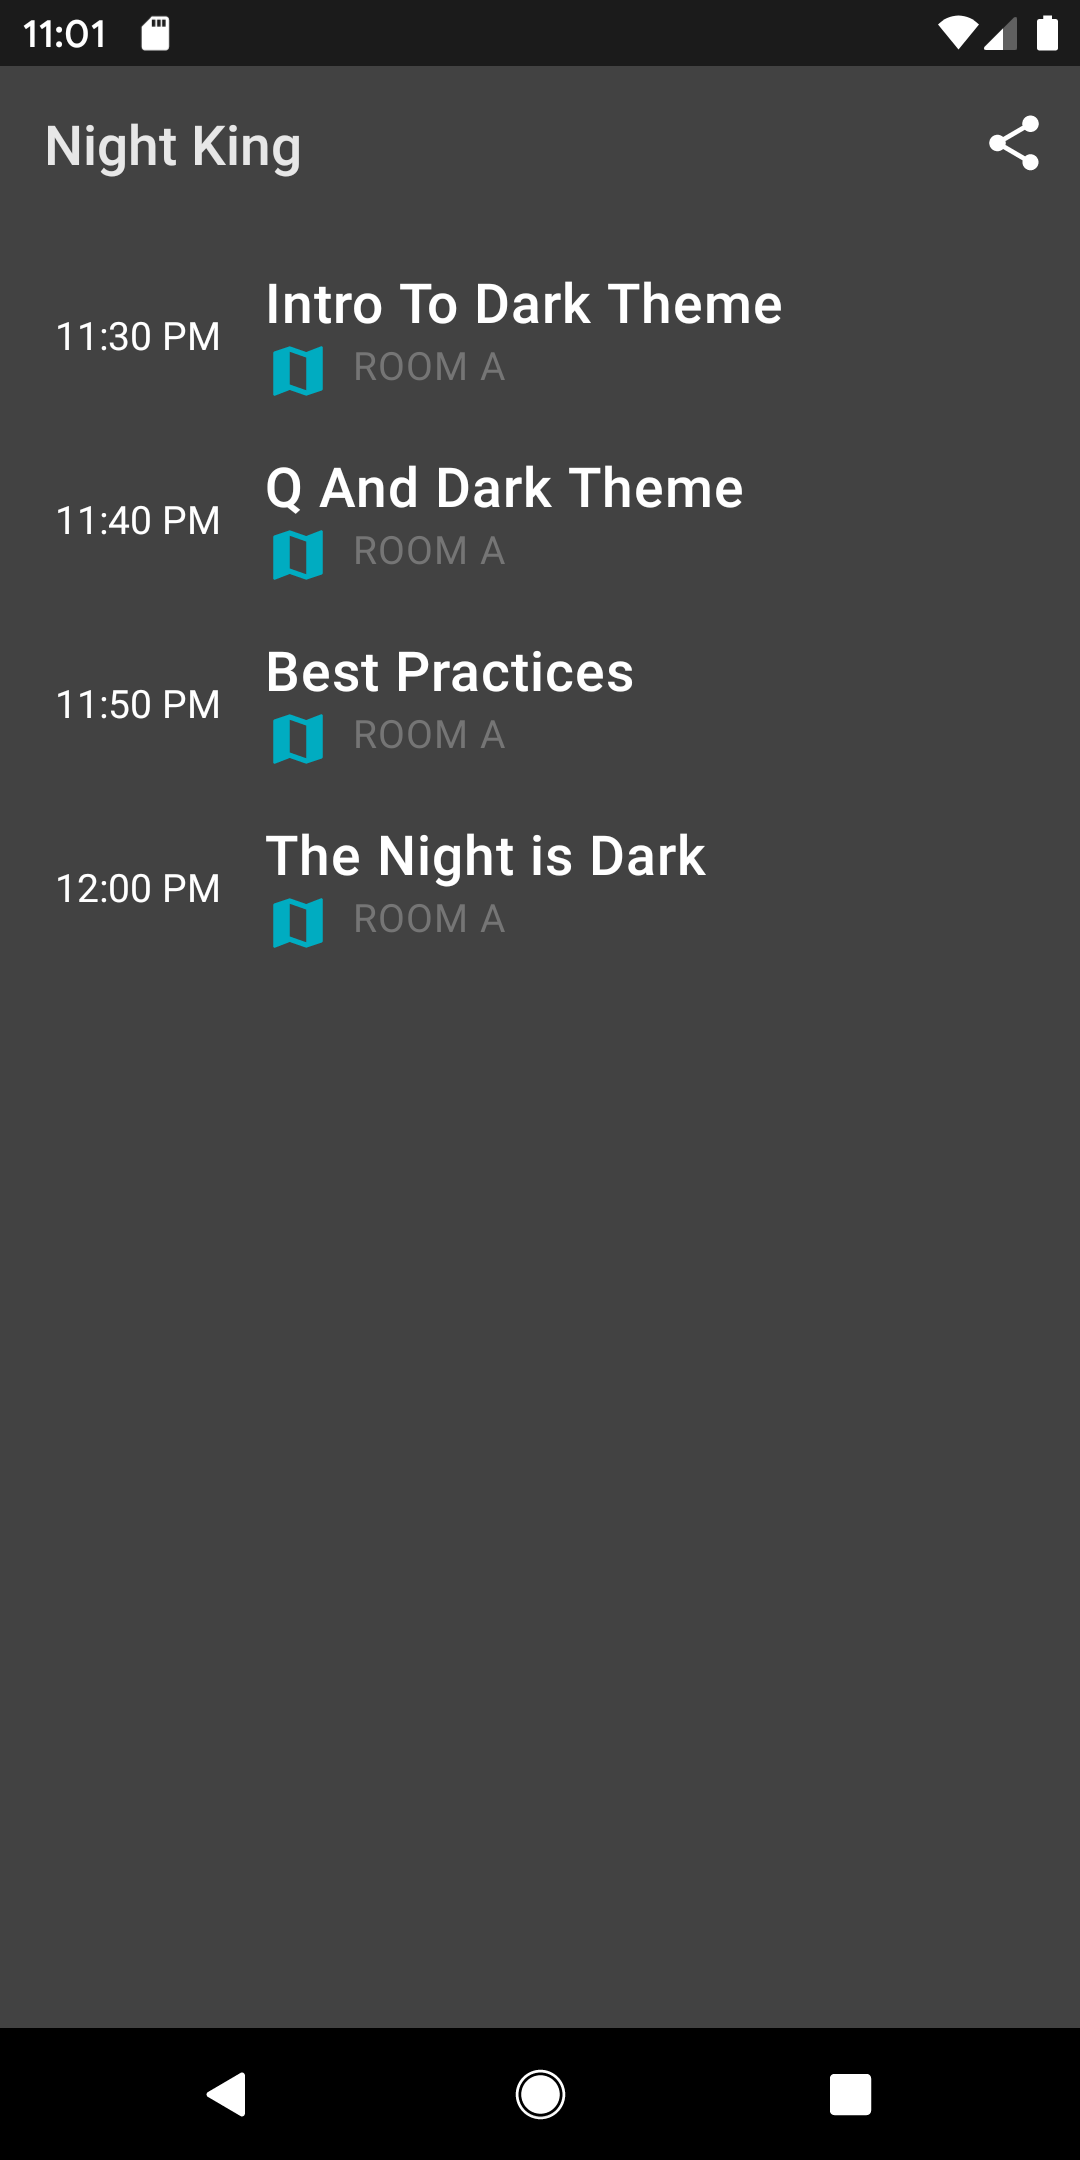 11:01
Night King
Intro To Dark Theme
11:30 PM
ROOM A
Q And Dark Theme
11:40 PM
ROOM A
Best Practices
11:50 PM
ROOM A
The Night is Dark
12:00 PM
ROOM A